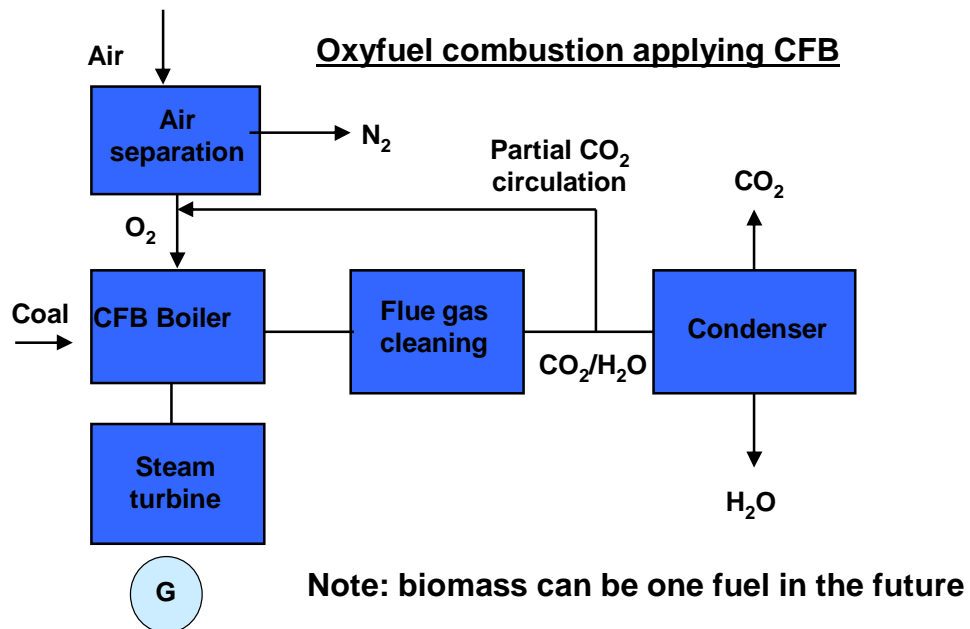 Oxyfuel combustion applying CFB
Air
Air
separation
N₂
Partial CO₂
circulation
CO₂
O₂
Coal
CFB Boiler
Flue gas
cleaning
CO₂/H₂O
Condenser
Steam
turbine
H₂O
G
Note: biomass can be one fuel in the future